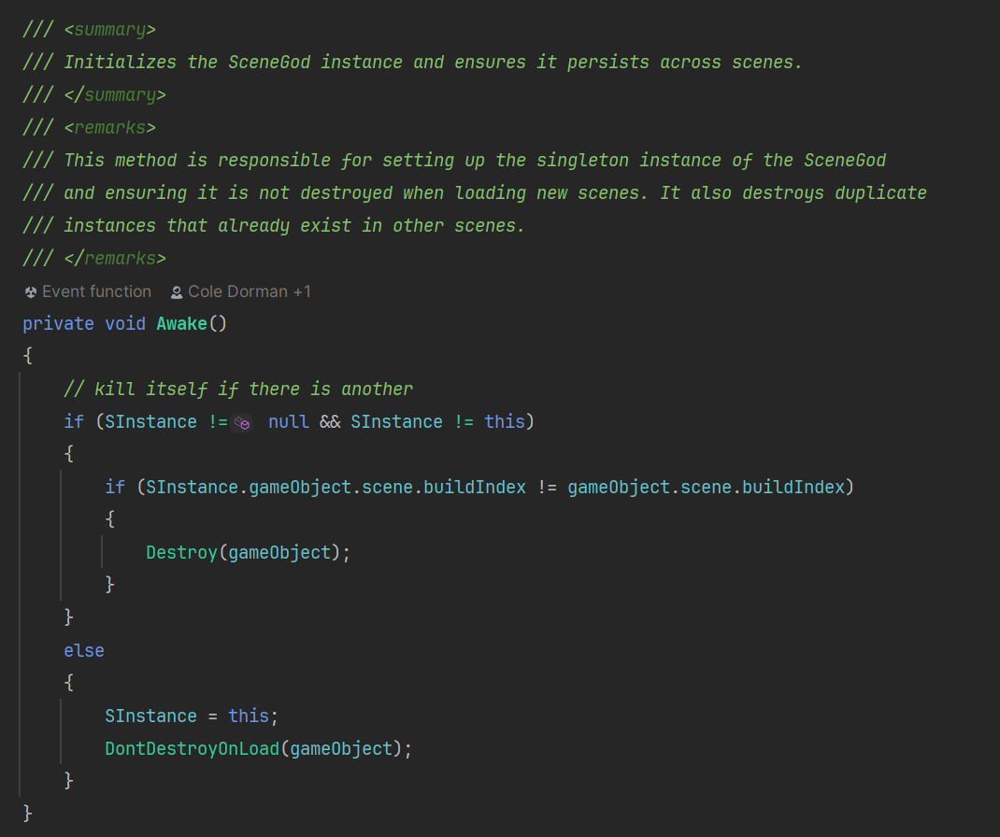 /// <summary>
/// Initializes the SceneGod instance and ensures it persists across scenes.
/// </summary>
/// <remarks>
/// This method is responsible for setting up the singleton instance of the SceneGod
/// and ensuring it is not destroyed when loading new scenes. It also destroys duplicate
/// instances that already exist in other scenes.
/// </remarks>
Event function Cole Dorman +1
private void Awake()
{
// kill itself if there is another
if (SInstance != null && SInstance != this)
{
if (SInstance.gameObject.scene.buildIndex != gameObject.scene.buildIndex)
{
Destroy(gameObject);
}
}
else
{
SInstance = this;
DontDestroyOnLoad(gameObject);
}
}